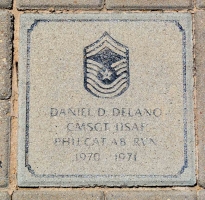 DANIEL D. DELANO
CMSGT USAF
PHILCAT AB RVN
1970 - 1971